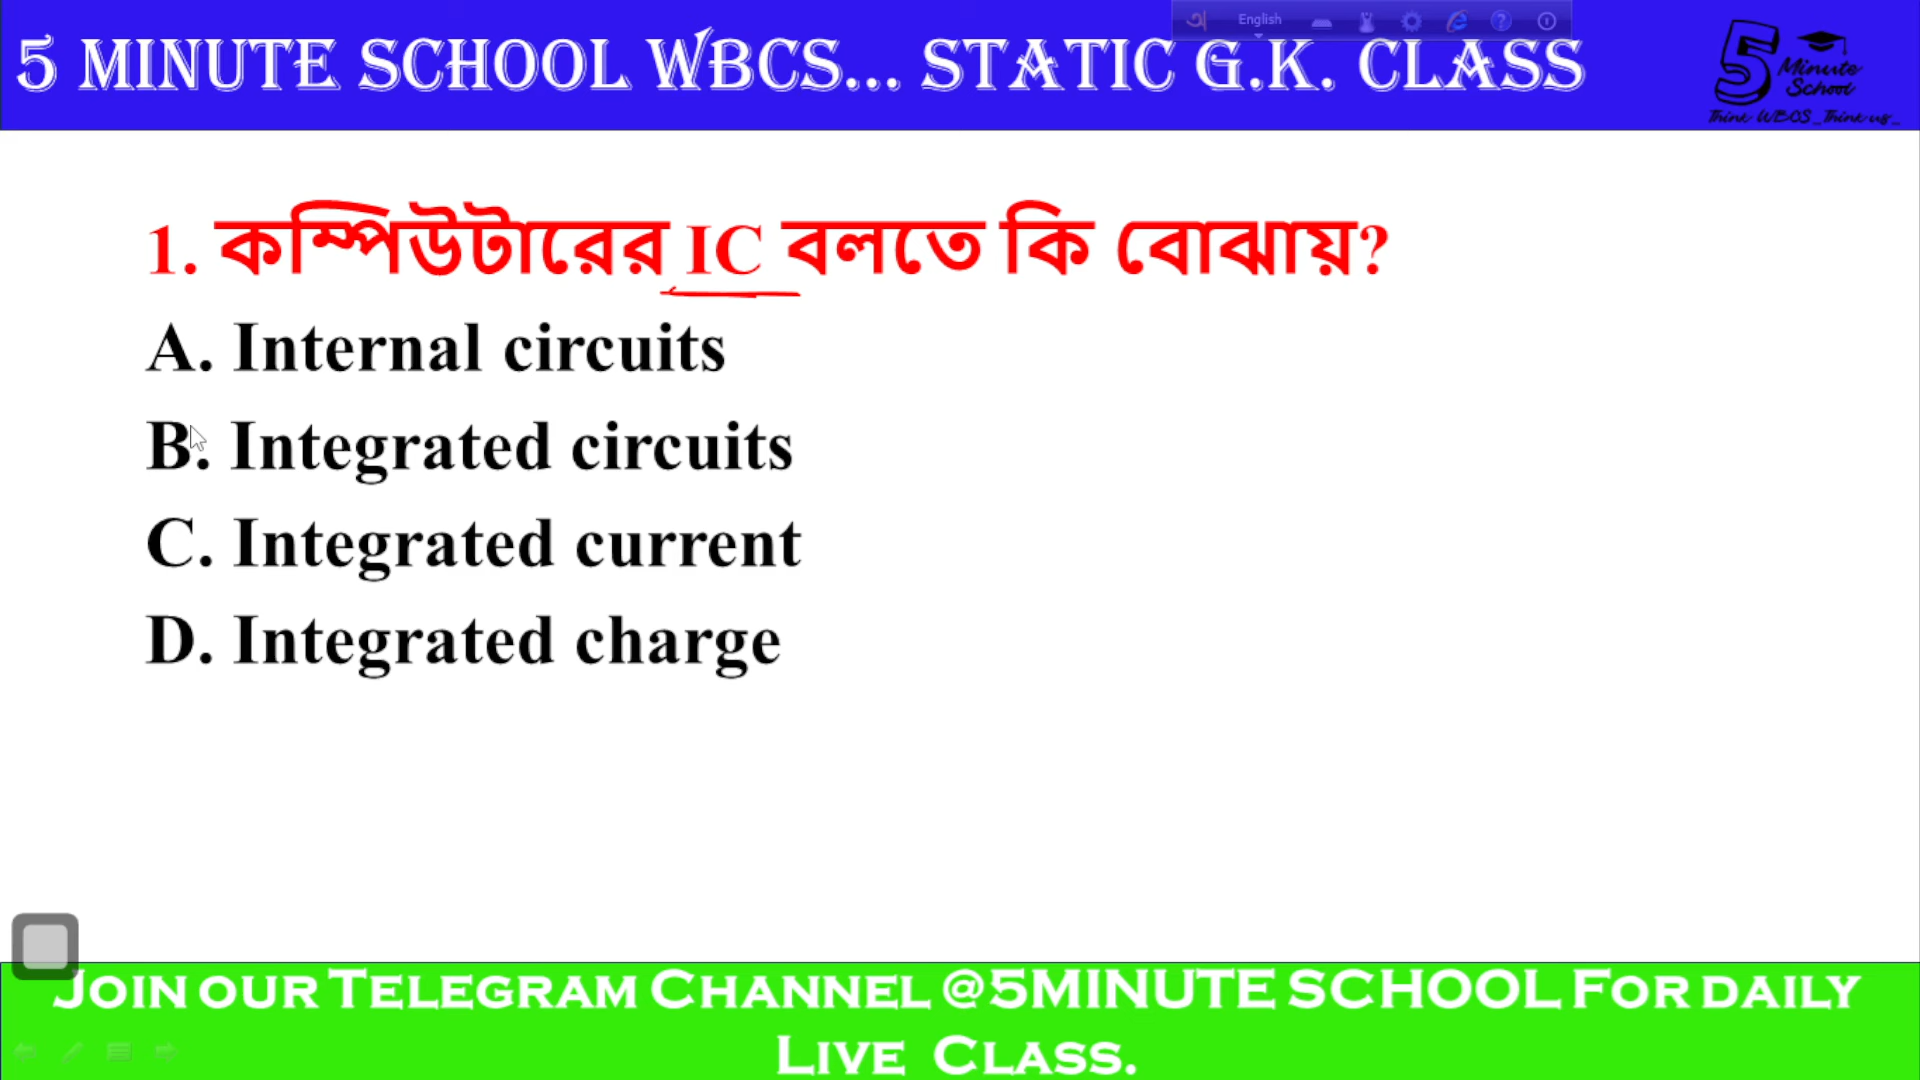 English
5 MINUTE SCHOOL WBCS... STATIC G.K. CLASS
5 Minute School
Think WBCS_Think us_
1. কম্পিউটারের IC বলতে কি বোঝায়?
A. Internal circuits
B. Integrated circuits
C. Integrated current
D. Integrated charge
JOIN OUR TELEGRAM CHANNEL @5MINUTE SCHOOL FOR DAILY
LIVE CLASS.